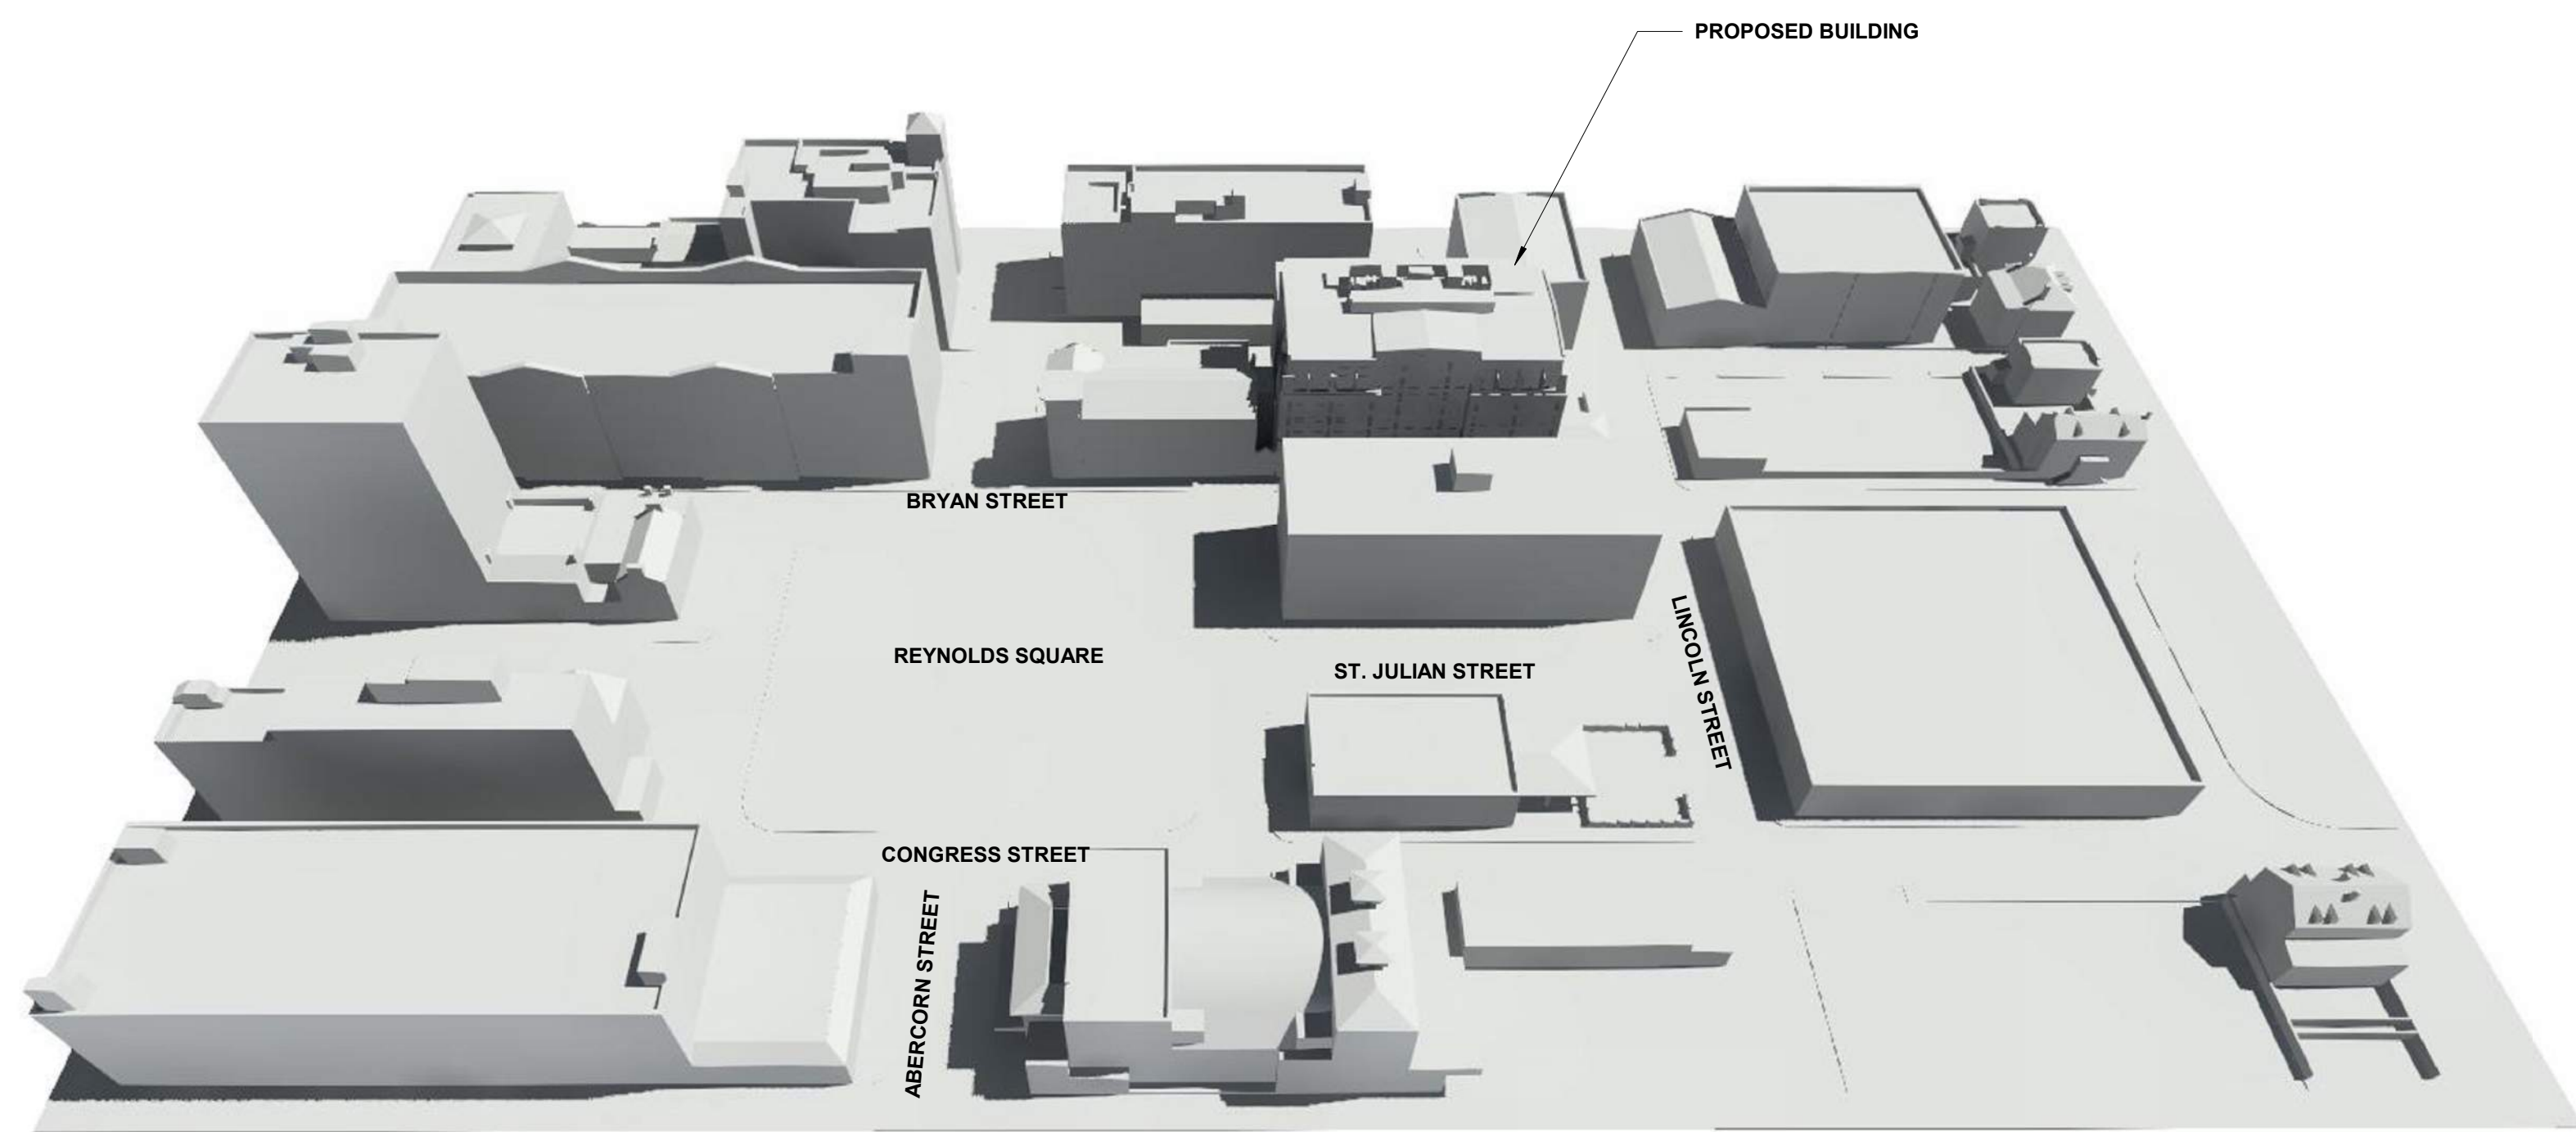 PROPOSED BUILDING
BRYAN STREET
REYNOLDS SQUARE
ST. JULIAN STREET
LINCOLN STREET
CONGRESS STREET
ABERCORN STREET